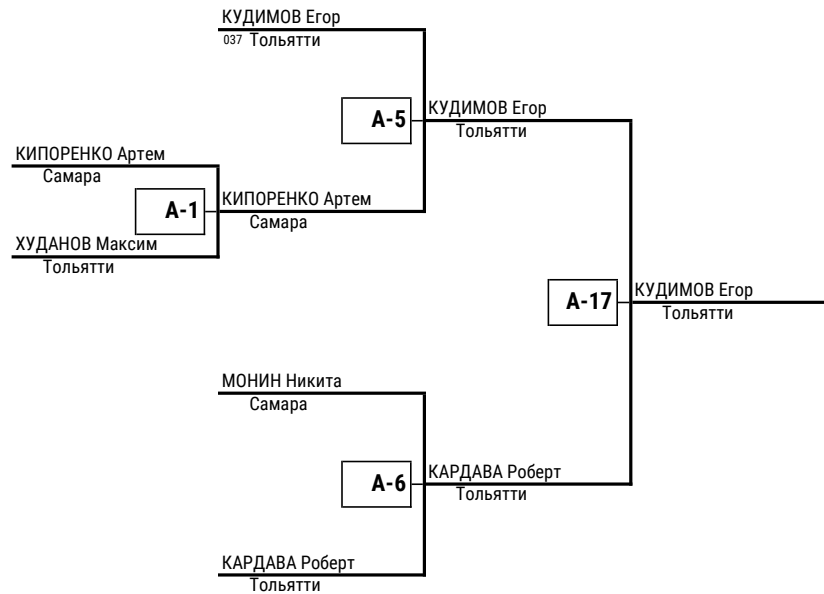 КУДИМОВ Егор
037 Тольятти
А-5
КУДИМОВ Егор
Тольятти
КИПОРЕНКО Артем
Самара
А-1
КИПОРЕНКО Артем
Самара
ХУДАНОВ Максим
Тольятти
А-17
КУДИМОВ Егор
Тольятти
МОНИН Никита
Самара
А-6
КАРДАВА Роберт
Тольятти
КАРДАВА Роберт
Тольятти